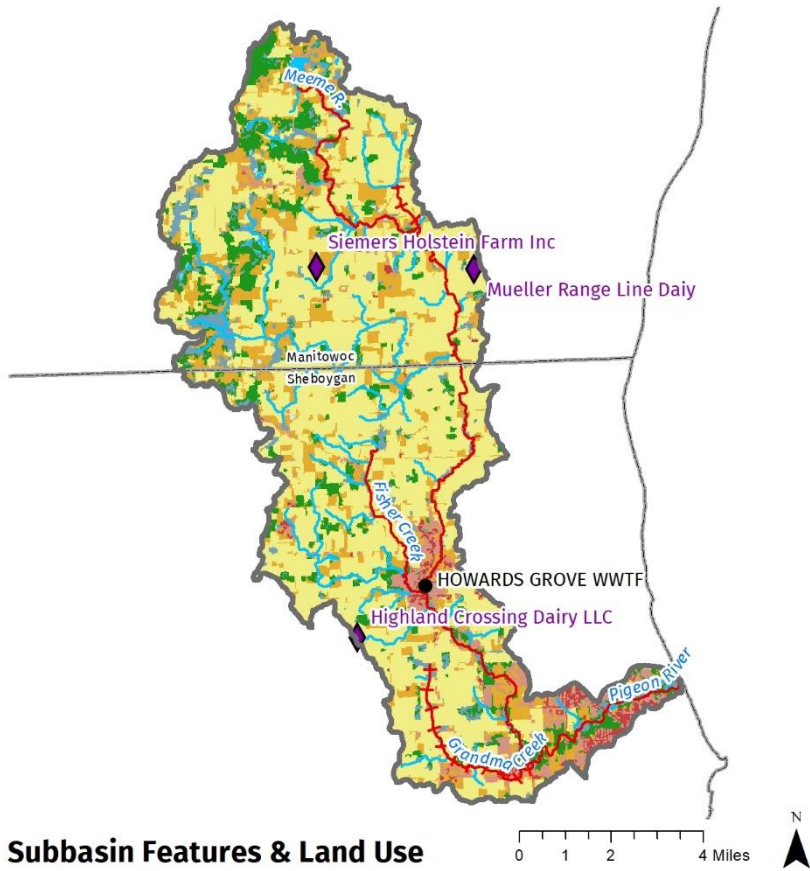 Meeme R.
Siemers Holstein Farm Inc
Mueller Range Line Daiy
Manitowoc
Sheboygan
Fisher Creek
HOWARDS GROVE WWTF
Highland Crossing Dairy LLC
Pigeon River
Grandma Creek
Subbasin Features & Land Use
0 1 2 4 Miles
N